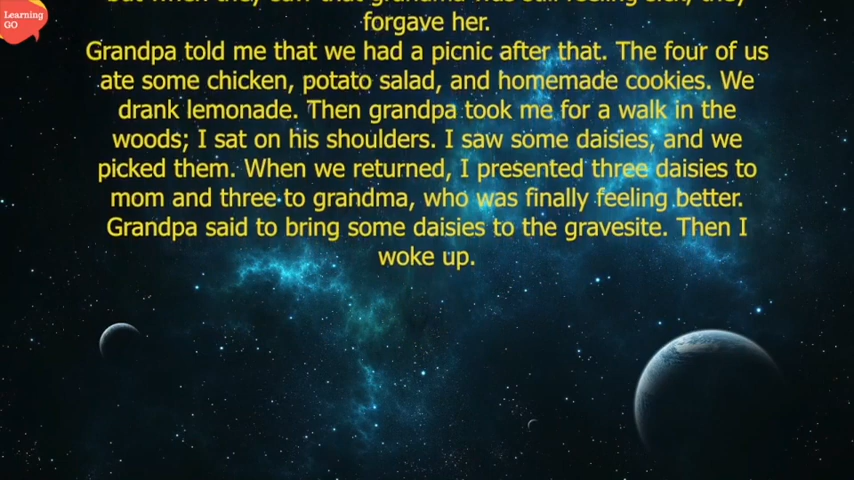 Learning
GO
forgave her.
Grandpa told me that we had a picnic after that. The four of us
ate some chicken, potato salad, and homemade cookies. We
drank lemonade. Then grandpa took me for a walk in the
woods; I sat on his shoulders. I saw some daisies, and we
picked them. When we returned, I presented three daisies to
mom and three to grandma, who was finally feeling better.
Grandpa said to bring some daisies to the gravesite. Then I
woke up.